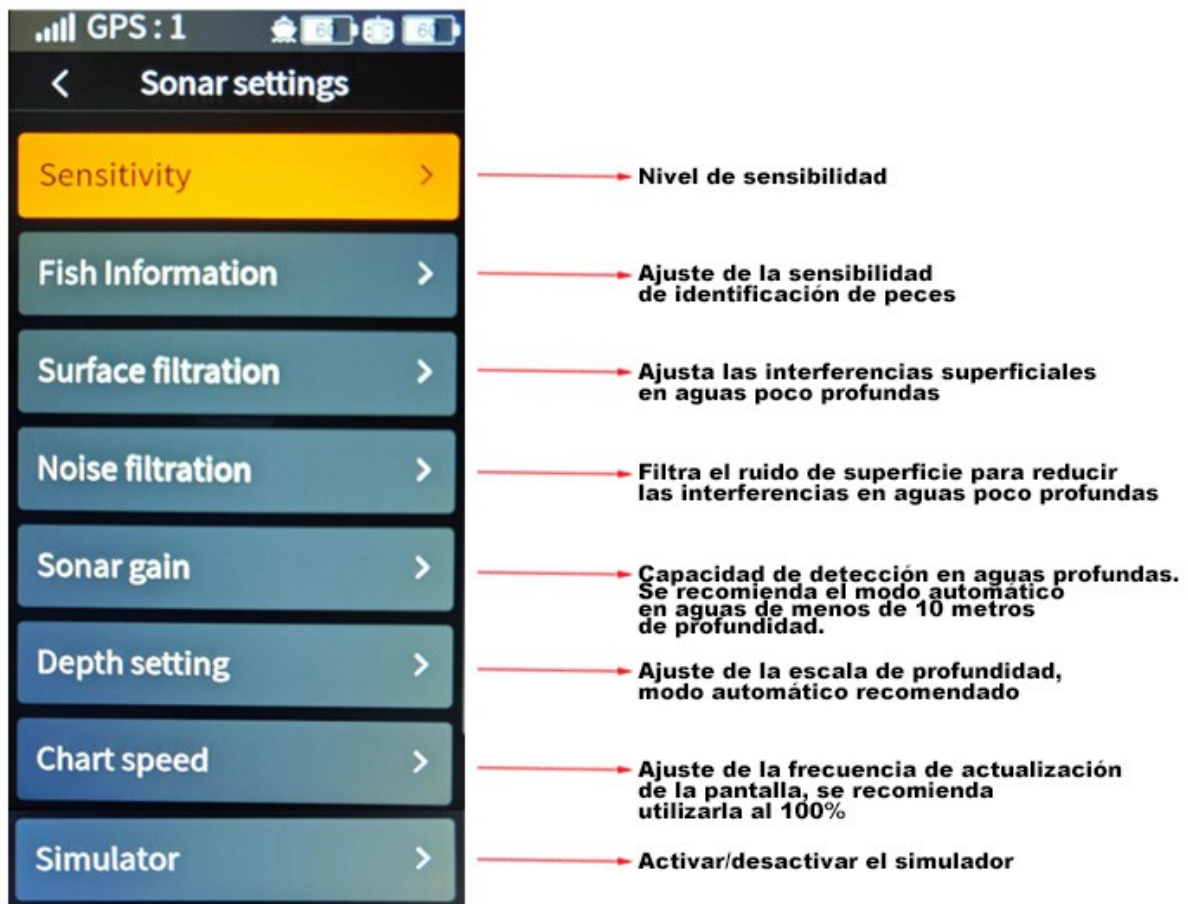 GPS : 1 60 60
Sonar settings
Sensitivity
Nivel de sensibilidad
Fish Information
Ajuste de la sensibilidad
de identificación de peces
Surface filtration
Ajusta las interferencias superficiales
en aguas poco profundas
Noise filtration
Filtra el ruido de superficie para reducir
las interferencias en aguas poco profundas
Sonar gain
Capacidad de detección en aguas profundas.
Se recomienda el modo automático
en aguas de menos de 10 metros
de profundidad.
Depth setting
Ajuste de la escala de profundidad,
modo automático recomendado
Chart speed
Ajuste de la frecuencia de actualización
de la pantalla, se recomienda
utilizarla al 100%
Simulator
Activar/desactivar el simulador